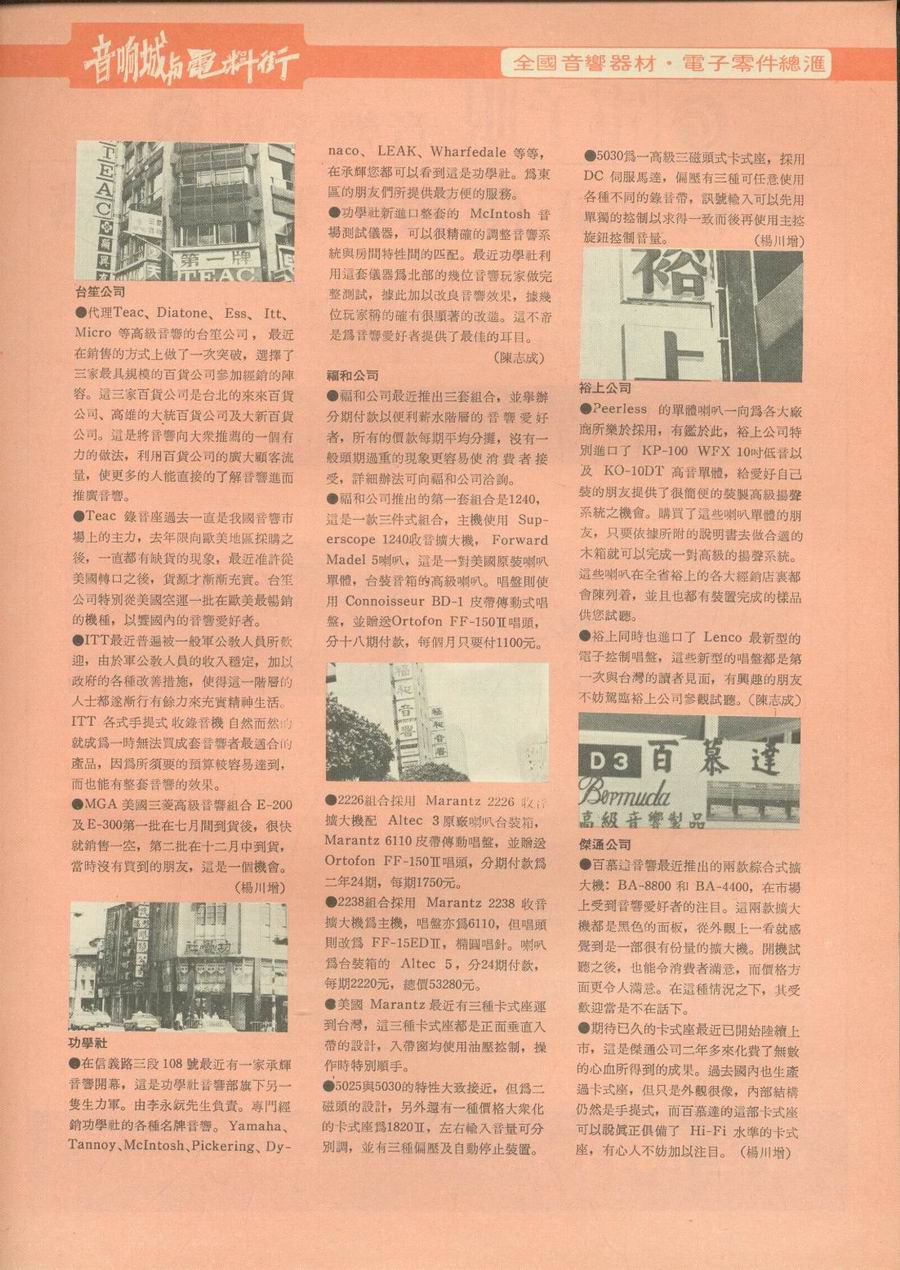 音响城与電料街
全國音響器材・電子零件總滙
TEAC
第一牌
TEAC
台笙公司
●代理Teac、Diatone、Ess、Itt、
Micro 等高級音響的台笙公司，最近
在銷售的方式上做了一次突破，選擇了
三家最具規模的百貨公司參加經銷的陣
容。這三家百貨公司是台北的來來百貨
公司、高雄的大統百貨公司及大新百貨
公司。這是將音響向大衆推薦的一個有
力的做法，利用百貨公司的廣大顧客流
量，使更多的人能直接的了解音響進而
推廣音響。
●Teac 錄音座過去一直是我國音響市
場上的主力，去年限向歐美地區採購之
後，一直都有缺貨的現象，最近准許從
美國轉口之後，貨源才漸漸充實。台笙
公司特別從美國空運一批在歐美最暢銷
的機種，以饗國內的音響愛好者。
●ITT最近普遍被一般軍公教人員所歡
迎，由於軍公教人員的收入穩定，加以
政府的各種改善措施，使得這一階層的
人士都逐漸行有餘力來充實精神生活。
ITT 各式手提式收錄音機自然而然的
就成爲一時無法買成套音響者最適合的
產品，因爲所須要的預算較容易達到，
而也能有整套音響的效果。
●MGA 美國三菱高級音響組合 E-200
及E-300第一批在七月間到貨後，很快
就銷售一空，第二批在十二月中到貨，
當時沒有買到的朋友，這是一個機會。
（楊川增）
功學社
功學社
●在信義路三段 108 號最近有一家承輝
音響開幕，這是功學社音響部旗下另一
隻生力軍。由李永鈨先生負責。專門經
銷功學社的各種名牌音響。Yamaha、
Tannoy、McIntosh、Pickering、Dy-
naco、LEAK、Wharfedale 等等，
在承輝您都可以看到這是功學社。爲東
區的朋友們所提供最方便的服務。
●功學社新進口整套的 McIntosh 音
場測試儀器，可以很精確的調整音響系
統與房間特性間的匹配。最近功學社利
用這套儀器爲北部的幾位音響玩家做完
整測試，據此加以改良音響效果，據幾
位玩家稱的確有很顯著的改進。這不啻
是爲音響愛好者提供了最佳的耳目。
（陳志成）
福和公司
●福和公司最近推出三套組合，並舉辦
分期付款以便利薪水階層的音響愛好
者，所有的價款每期平均分攤，沒有一
般頭期過重的現象更容易使消費者接
受，詳細辦法可向福和公司洽詢。
●福和公司推出的第一套組合是1240，
這是一款三件式組合，主機使用 Sup-
erscope 1240收音擴大機， Forward
Madel 5喇叭，這是一對美國原裝喇叭
單體，台裝音箱的高級喇叭。唱盤則使
用 Connoisseur BD-1 皮帶傳動式唱
盤，並贈送Ortofon FF-150Ⅱ唱頭，
分十八期付款，每個月只要付1100元。
福和音響
福和音響
●2226組合採用 Marantz 2226 收音
擴大機配 Altec 3原廠喇叭台裝箱，
Marantz 6110皮帶傳動唱盤，並贈送
Ortofon FF-150Ⅱ唱頭，分期付款爲
二年24期，每期1750元。
●2238組合採用 Marantz 2238 收音
擴大機爲主機，唱盤亦爲6110，但唱頭
則改爲 FF-15EDⅡ，橢圓唱針。喇叭
爲台裝箱的 Altec 5，分24期付款，
每期2220元，總價53280元。
●美國 Marantz最近有三種卡式座運
到台灣，這三種卡式座都是正面垂直入
帶的設計，入帶窗均使用油壓控制，操
作時特別順手。
●5025與5030的特性大致接近，但爲二
磁頭的設計，另外還有一種價格大衆化
的卡式座爲1820Ⅱ，左右輸入音量可分
別調，並有三種偏壓及自動停止裝置。
●5030爲一高級三磁頭式卡式座，採用
DC 伺服馬達，偏壓有三種可任意使用
各種不同的錄音帶，訊號輸入可以先用
單獨的控制以求得一致而後再使用主控
旋鈕控制音量。（楊川增）
裕上
裕上公司
●Peerless 的單體喇叭一向爲各大廠
商所樂於採用，有鑑於此，裕上公司特
別進口了 KP-100 WFX 10吋低音以
及 KO-10DT 高音單體，給愛好自己
裝的朋友提供了很簡便的裝製高級揚聲
系統之機會。購買了這些喇叭單體的朋
友，只要依據所附的說明書去做合適的
木箱就可以完成一對高級的揚聲系統。
這些喇叭在全省裕上的各大經銷店裏都
會陳列着，並且也都有裝置完成的樣品
供您試聽。
●裕上同時也進口了 Lenco 最新型的
電子控制唱盤，這些新型的唱盤都是第
一次與台灣的讀者見面，有興趣的朋友
不妨駕臨裕上公司參觀試聽。（陳志成）
D3 百慕達
Bermuda
高級音響製品
傑通公司
●百慕達音響最近推出的兩款綜合式擴
大機：BA-8800 和 BA-4400，在市場
上受到音響愛好者的注目。這兩款擴大
機都是黑色的面板，從外觀上一看就感
覺到是一部很有份量的擴大機。開機試
聽之後，也能令消費者滿意，而價格方
面更令人滿意。在這種情況之下，其受
歡迎當是不在話下。
●期待已久的卡式座最近已開始陸續上
市，這是傑通公司二年多來化費了無數
的心血所得到的成果。過去國內也生產
過卡式座，但只是外觀很像，內部結構
仍然是手提式，而百慕達的這部卡式座
可以說眞正俱備了 Hi-Fi 水準的卡式
座，有心人不妨加以注目。（楊川增）